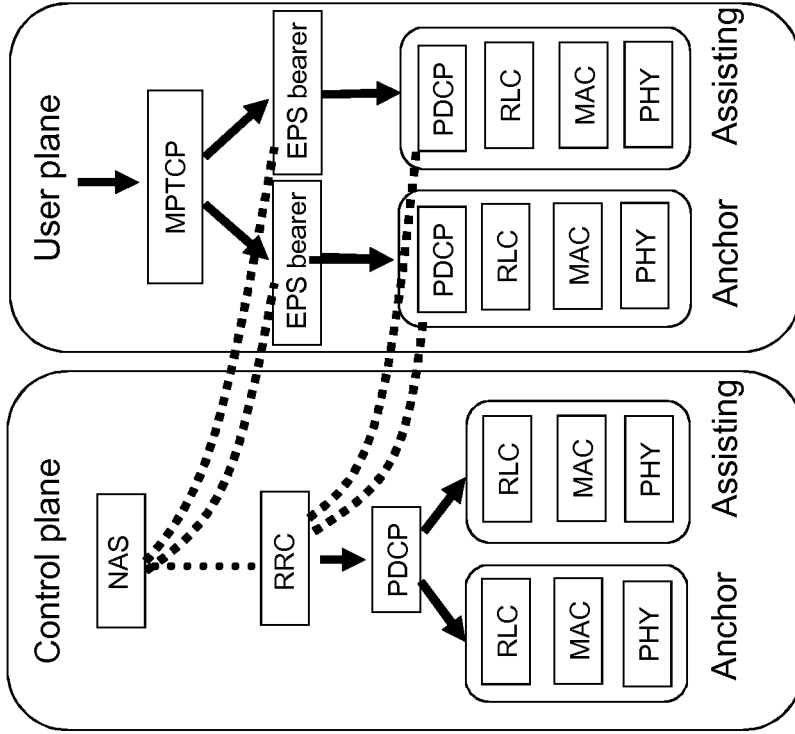 Control plane
NAS
RRC
PDCP
RLC
MAC
PHY
Anchor
RLC
MAC
PHY
Assisting
User plane
MPTCP
EPS bearer
EPS bearer
PDCP
RLC
MAC
PHY
Anchor
PDCP
RLC
MAC
PHY
Assisting